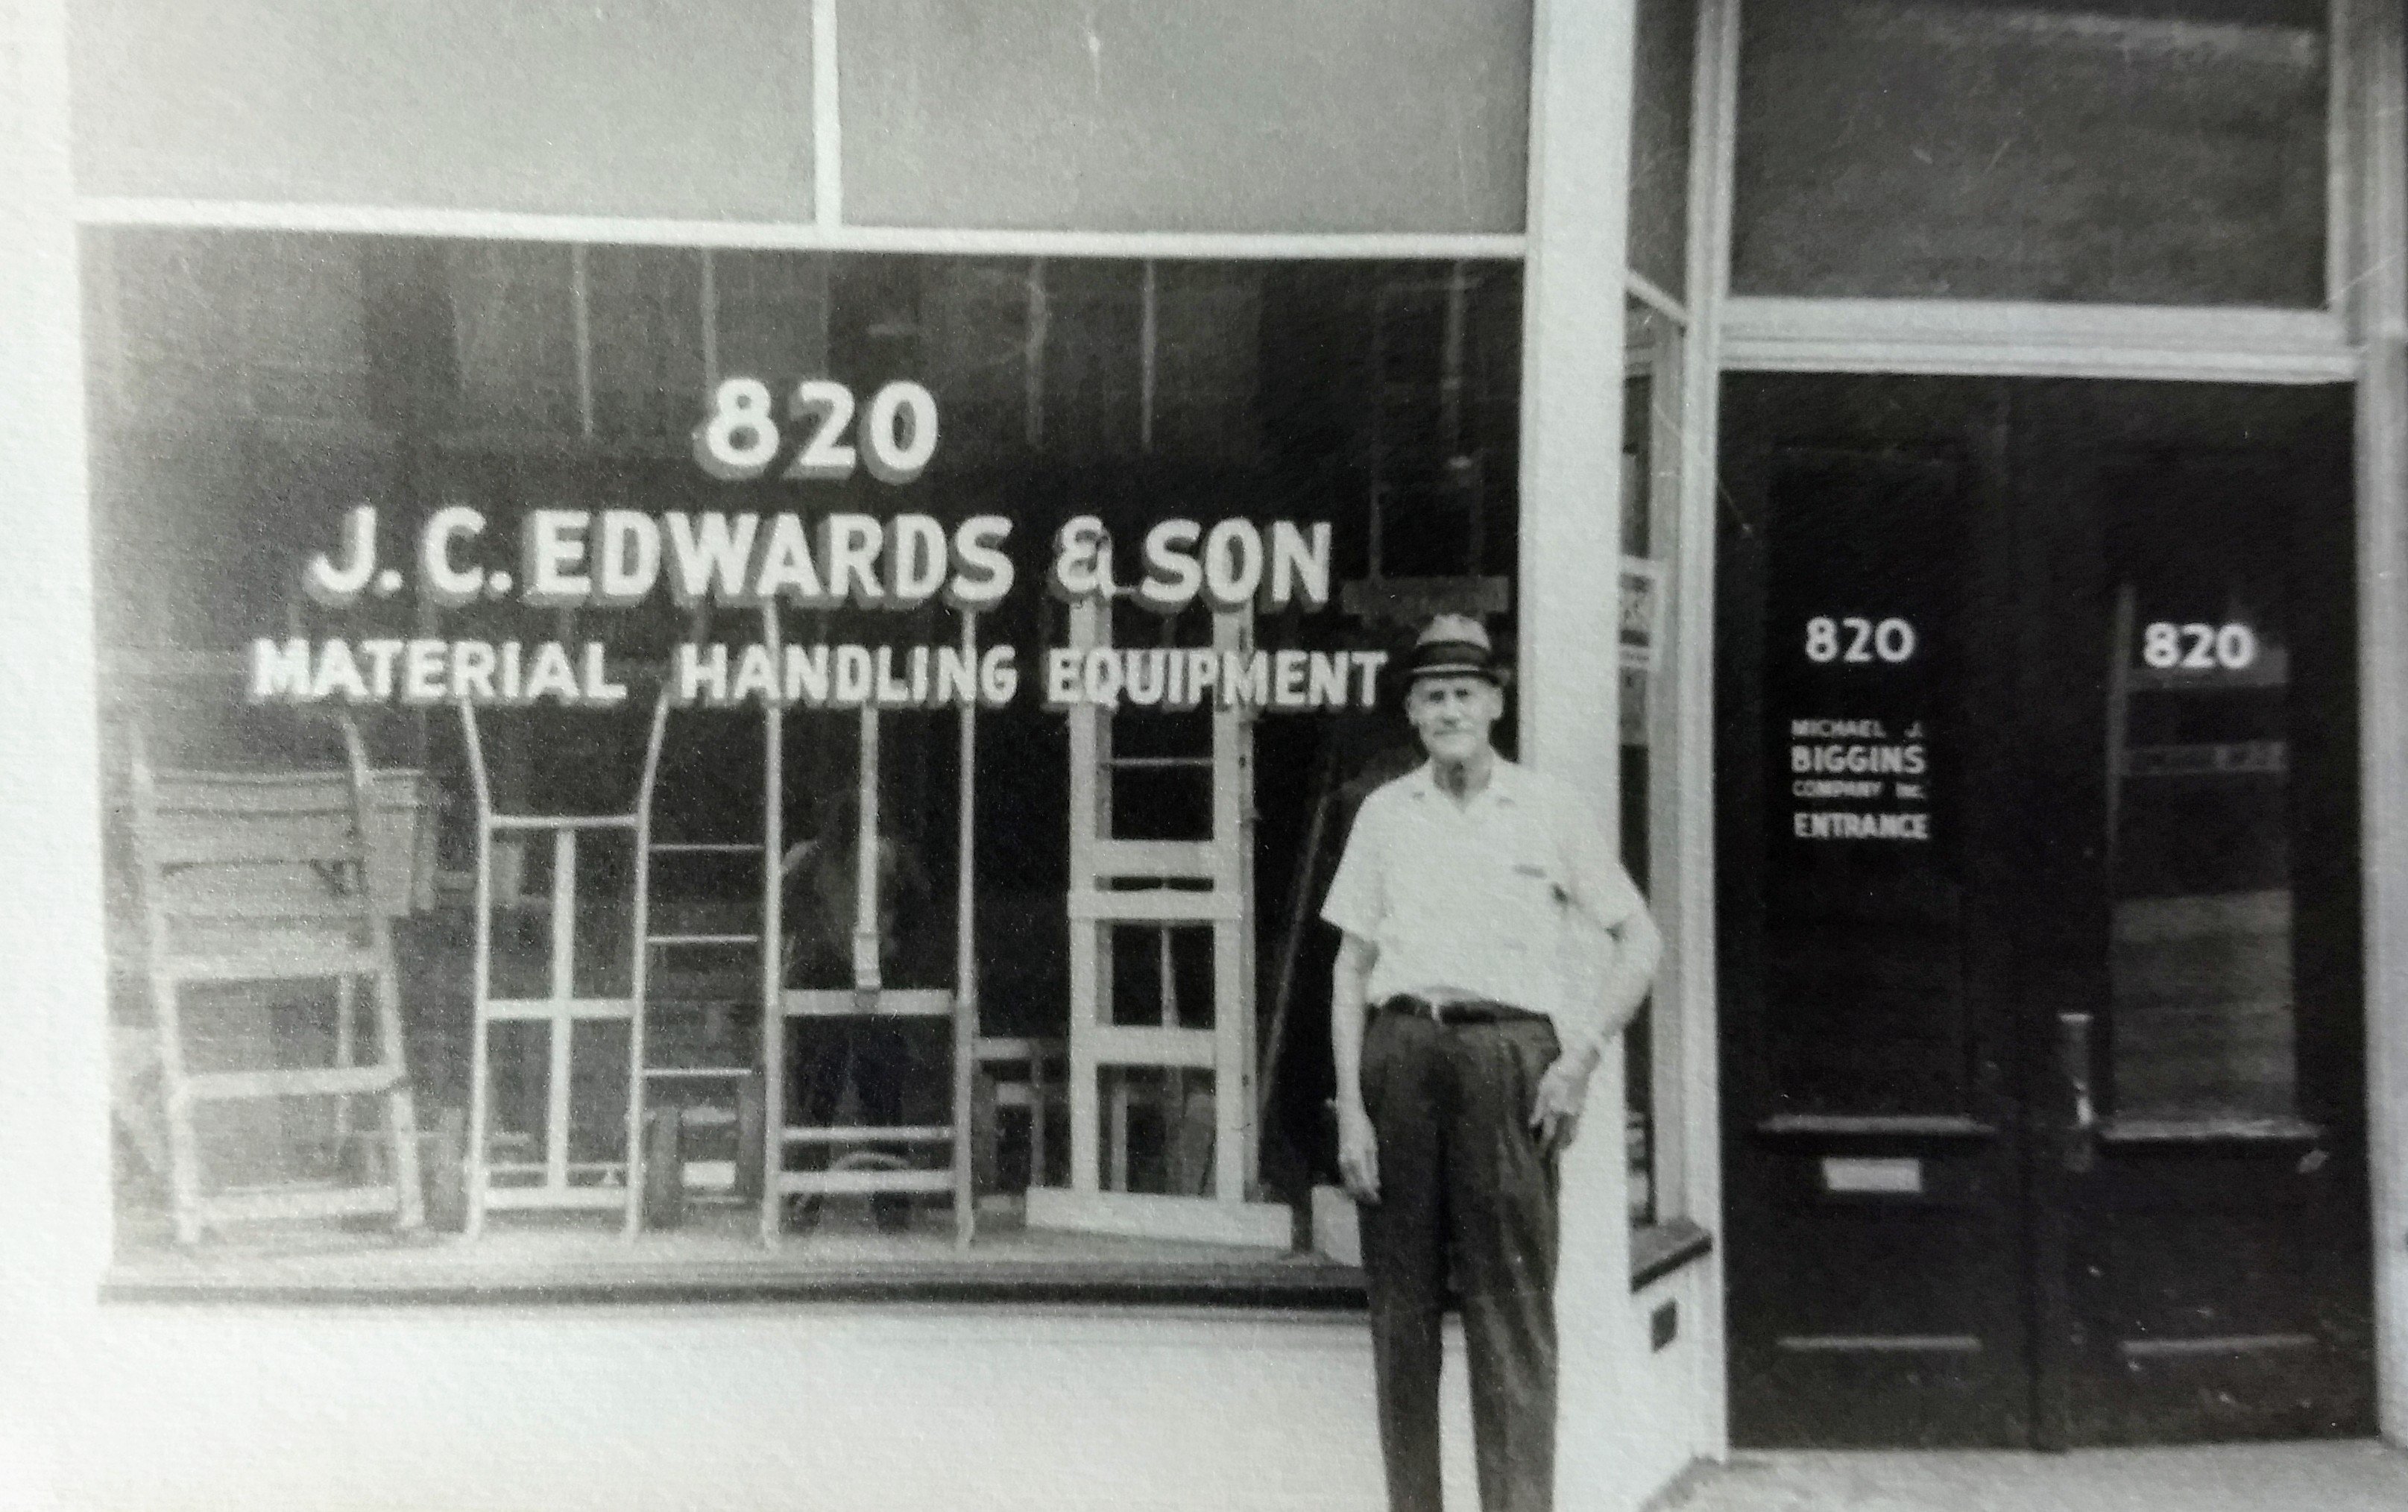 820
J. C. EDWARDS & SON
MATERIAL HANDLING EQUIPMENT
820
MICHAEL J.
BIGGINS
COMPANY Inc.
ENTRANCE
820